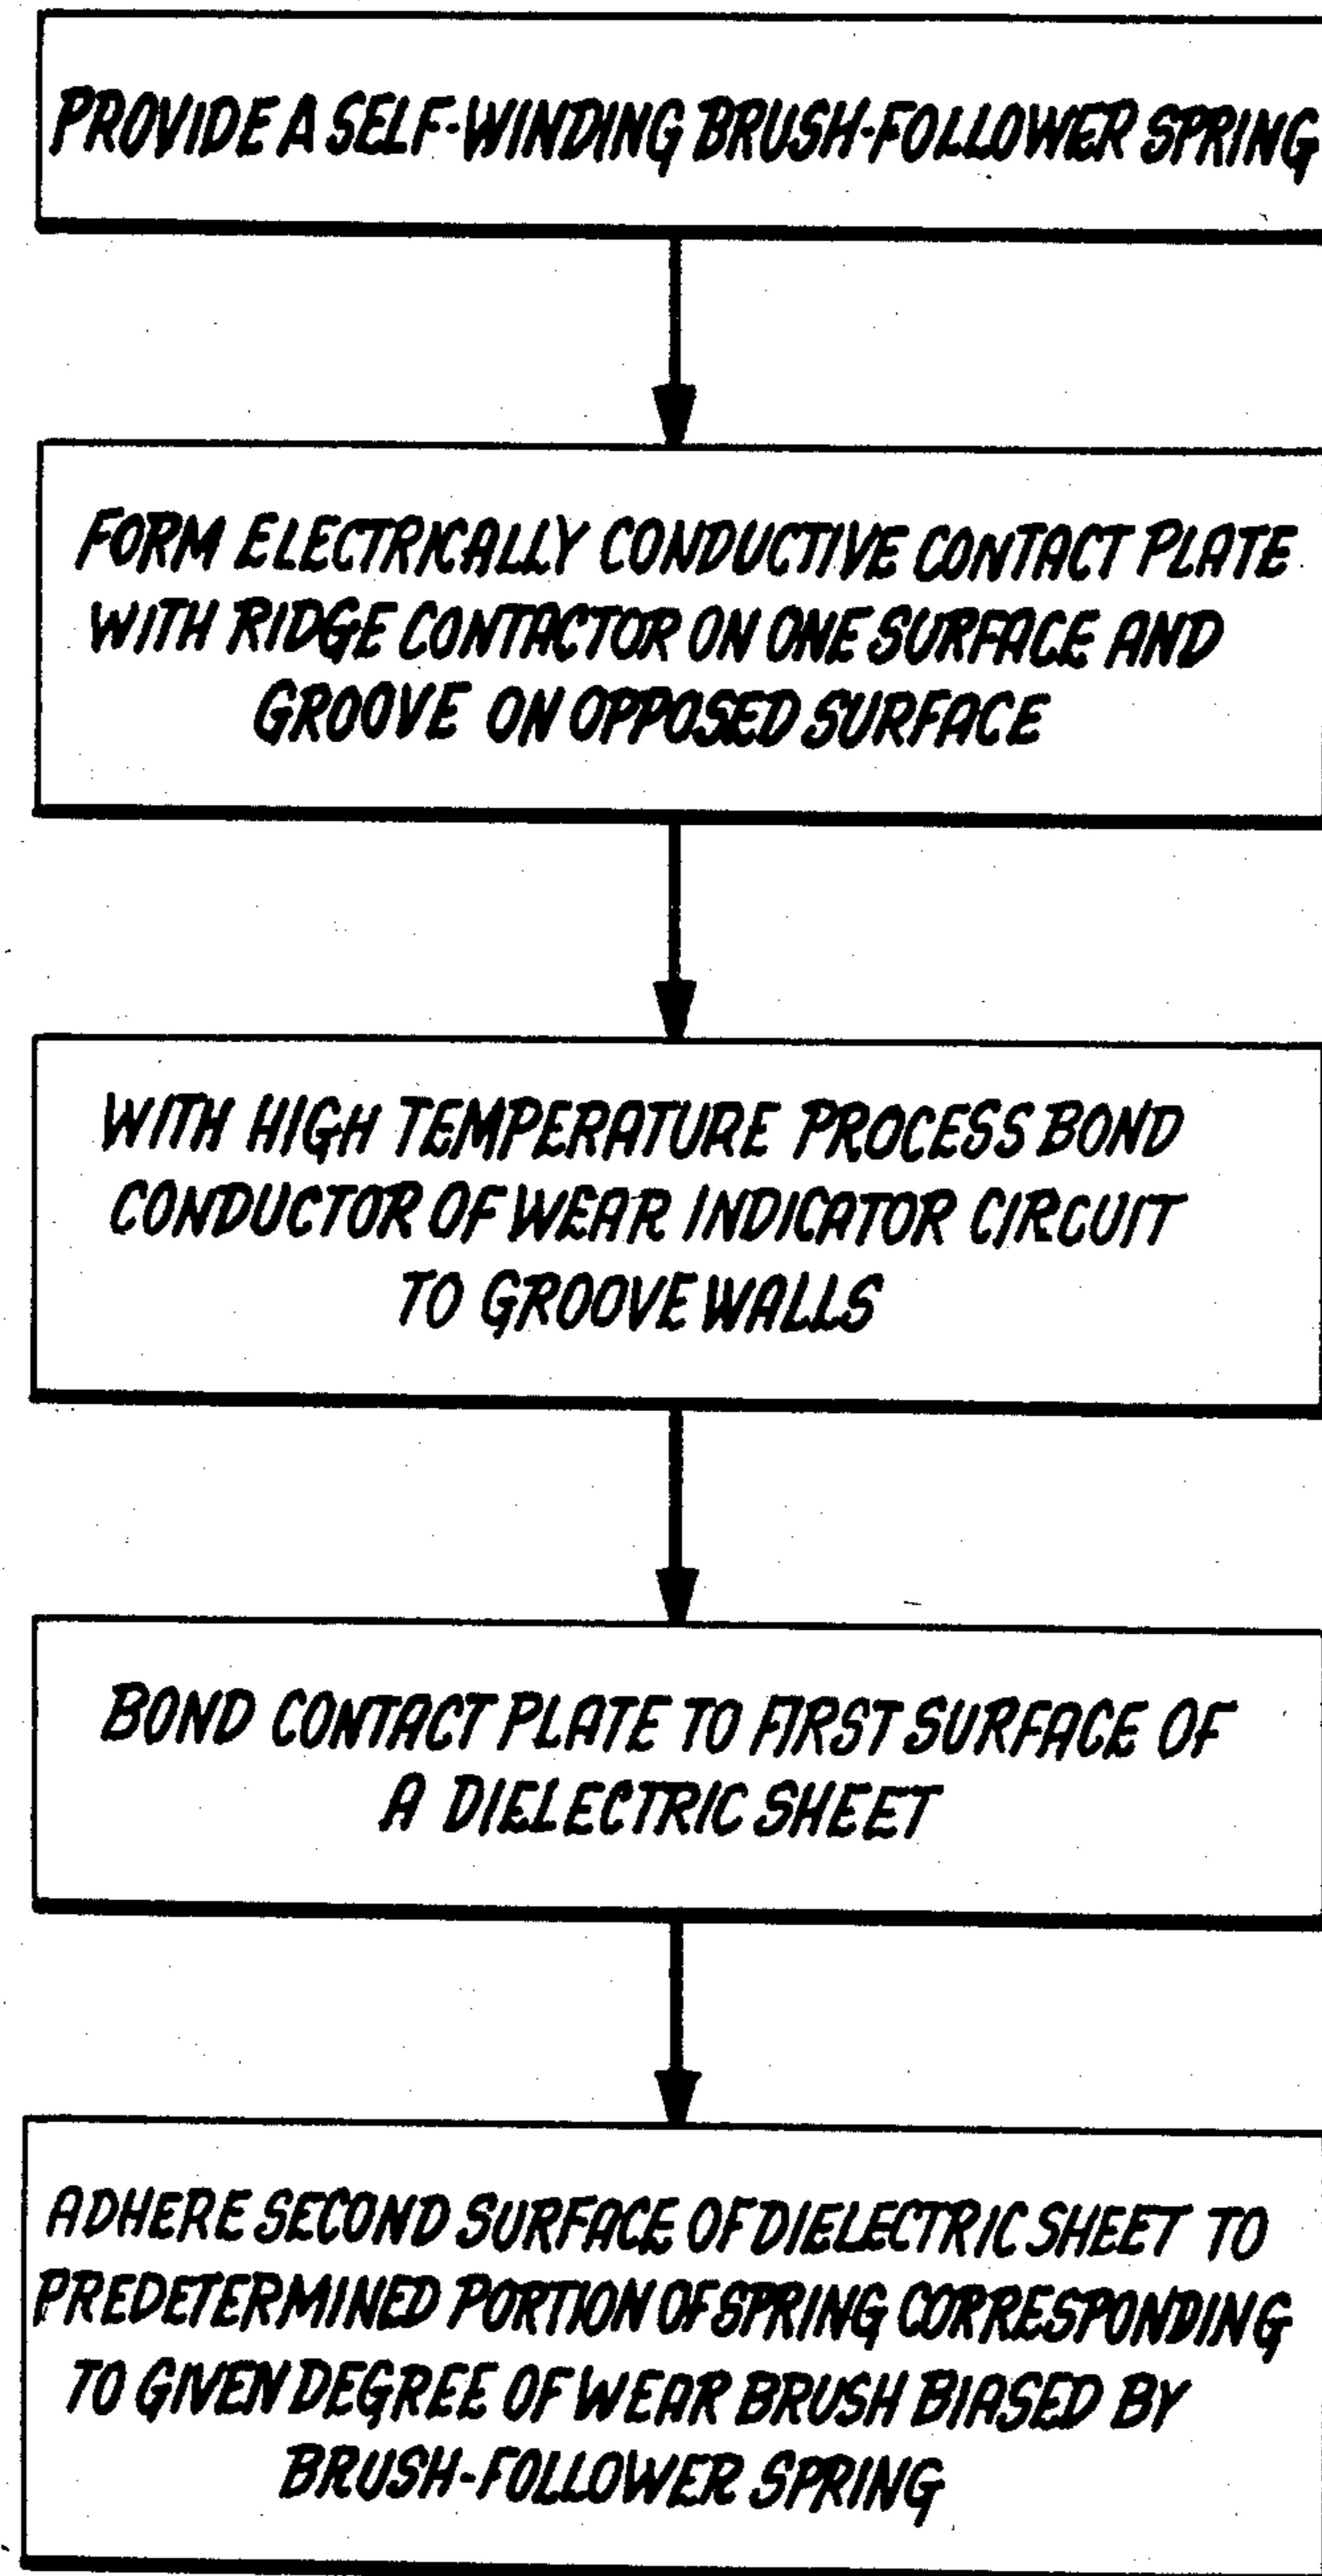 PROVIDE A SELF-WINDING BRUSH-FOLLOWER SPRING
FORM ELECTRICALLY CONDUCTIVE CONTACT PLATE
WITH RIDGE CONTACTOR ON ONE SURFACE AND
GROOVE ON OPPOSED SURFACE
WITH HIGH TEMPERATURE PROCESS BOND
CONDUCTOR OF WEAR INDICATOR CIRCUIT
TO GROOVE WALLS
BOND CONTACT PLATE TO FIRST SURFACE OF
A DIELECTRIC SHEET
ADHERE SECOND SURFACE OF DIELECTRIC SHEET TO
PREDETERMINED PORTION OF SPRING CORRESPONDING
TO GIVEN DEGREE OF WEAR BRUSH BIASED BY
BRUSH-FOLLOWER SPRING